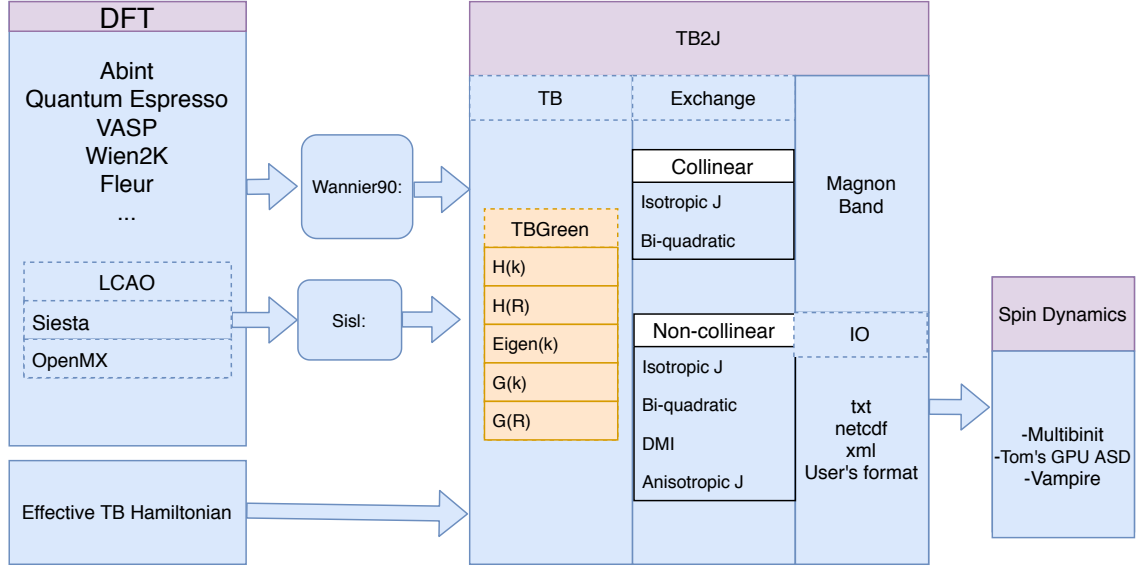 DFT
Abint
Quantum Espresso
VASP
Wien2K
Fleur
...
LCAO
Siesta
OpenMX
Effective TB Hamiltonian
Wannier90:
Sisl:
TB2J
TB
TBGreen
H(k)
H(R)
Eigen(k)
G(k)
G(R)
Exchange
Collinear
Isotropic J
Bi-quadratic
Non-collinear
Isotropic J
Bi-quadratic
DMI
Anisotropic J
Magnon
Band
IO
txt
netcdf
xml
User's format
Spin Dynamics
-Multibinit
-Tom's GPU ASD
-Vampire